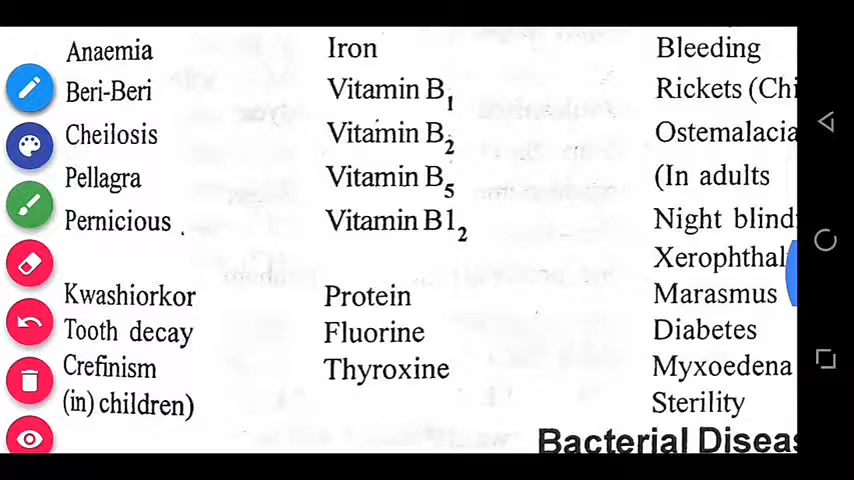 Anaemia Iron Bleeding
Beri-Beri Vitamin B1 Rickets (Chi
Cheilosis Vitamin B2 Ostemalacia
Pellagra Vitamin B5 (In adults
Pernicious Vitamin B12 Night blind
Xerophthal
Kwashiorkor Protein Marasmus
Tooth decay Fluorine Diabetes
Crefinism Thyroxine Myxoedena
(in) children) Sterility
Bacterial Diseas